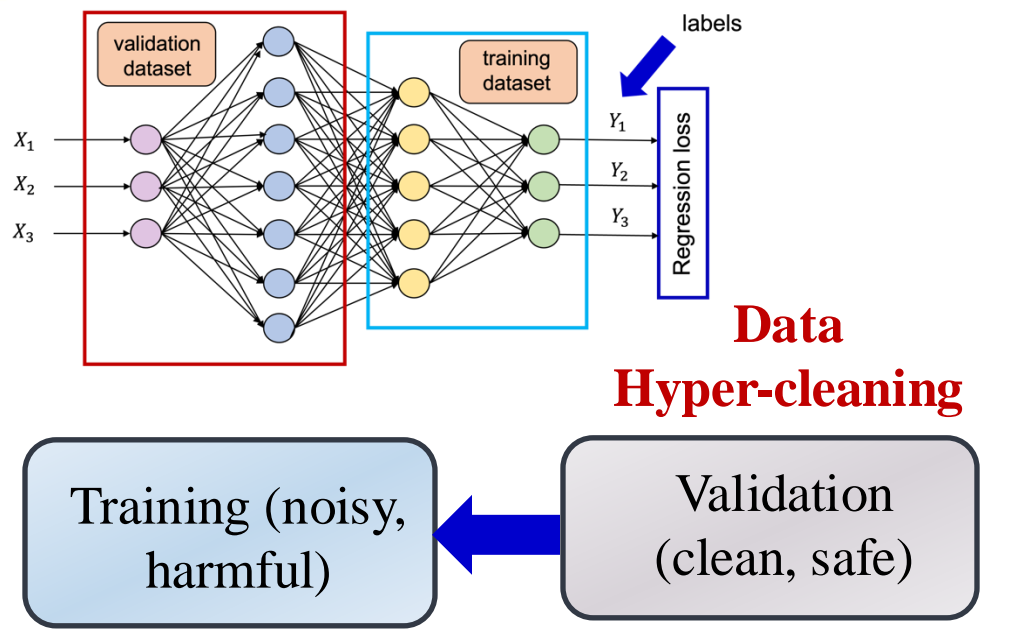 labels
validation
dataset
training
dataset
X₁
X₂
X₃
Y₁
Y₂
Y₃
Regression loss
Data
Hyper-cleaning
Training (noisy,
harmful)
Validation
(clean, safe)